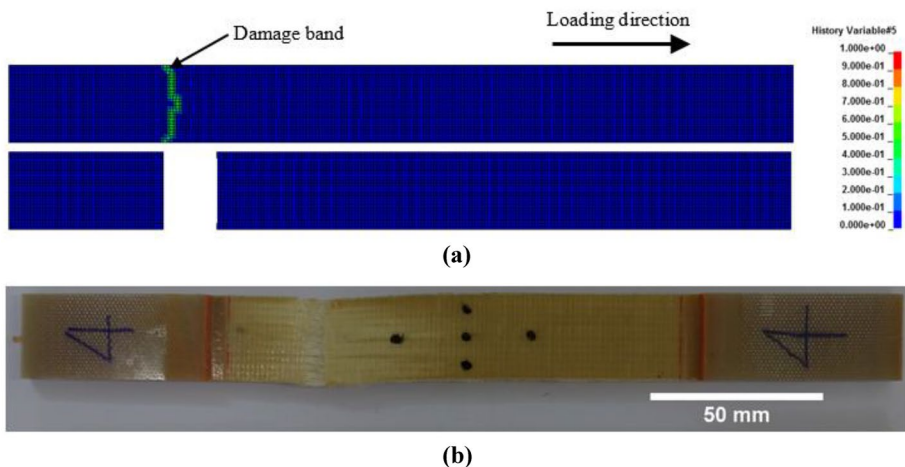 Loading direction
Damage band
History Variable#5
1.000e+00
9.000e-01
8.000e-01
7.000e-01
6.000e-01
5.000e-01
4.000e-01
3.000e-01
2.000e-01
1.000e-01
0.000e+00
(a)
4
4
50 mm
(b)